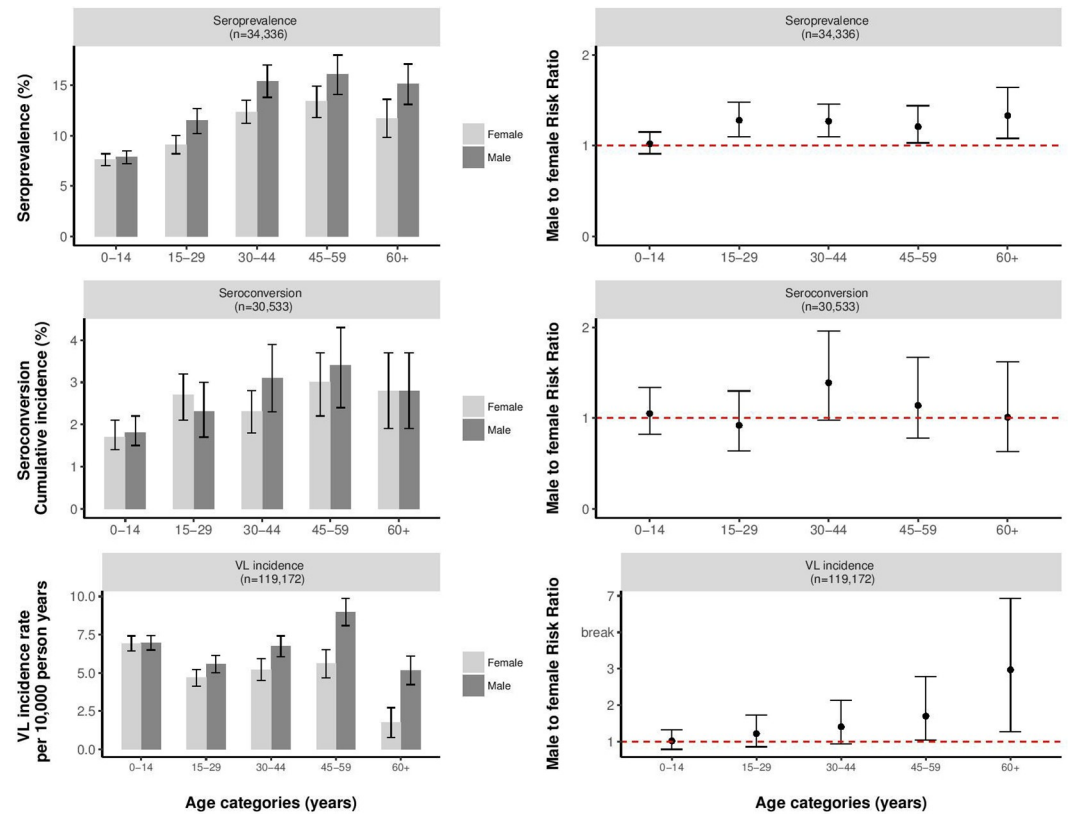 Seroprevalence
(n=34,336)
Seroprevalence (%)
15
10
5
0
0−14
15−29
30−44
45−59
60+
Female
Male
Seroprevalence
(n=34,336)
Male to female Risk Ratio
2
1
0
0−14
15−29
30−44
45−59
60+
Seroconversion
(n=30,533)
Seroconversion
Cumulative incidence (%)
4
3
2
1
0
0−14
15−29
30−44
45−59
60+
Female
Male
Seroconversion
(n=30,533)
Male to female Risk Ratio
2
1
0
0−14
15−29
30−44
45−59
60+
VL incidence
(n=119,172)
VL incidence rate
per 10,000 person years
10.0
7.5
5.0
2.5
0.0
0−14
15−29
30−44
45−59
60+
Female
Male
Age categories (years)
VL incidence
(n=119,172)
Male to female Risk Ratio
7
break
3
2
1
0−14
15−29
30−44
45−59
60+
Age categories (years)